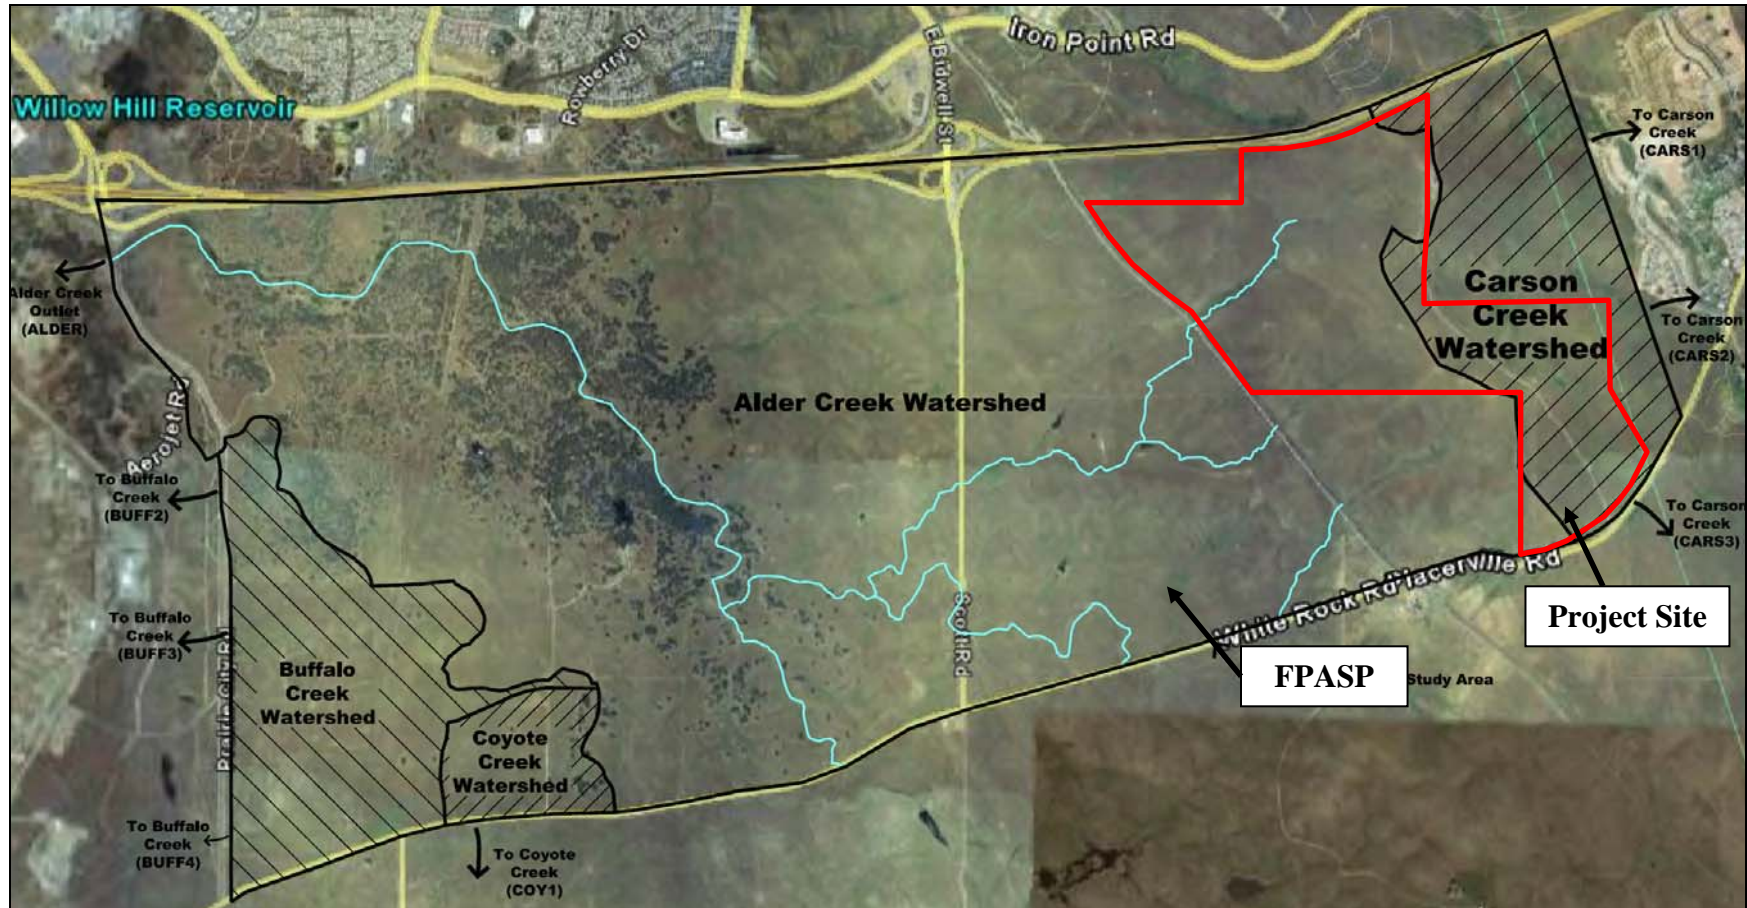 Iron Point Rd
Rowberry Dr
E Bidwell St
Willow Hill Reservoir
To Carson
Creek
(CARS1)
Alder Creek
Outlet
(ALDER)
Carson
Creek
Watershed
To Carson
Creek
(CARS2)
Alder Creek Watershed
Aerojet Rd
To Buffalo
Creek
(BUFF2)
To Carson
Creek
(CARS3)
White Rock Rd
Placerville Rd
Project Site
Scott Rd
To Buffalo
Creek
(BUFF3)
Prairie City Rd
Buffalo
Creek
Watershed
FPASP
Study Area
Coyote
Creek
Watershed
To Buffalo
Creek
(BUFF4)
To Coyote
Creek
(COY1)